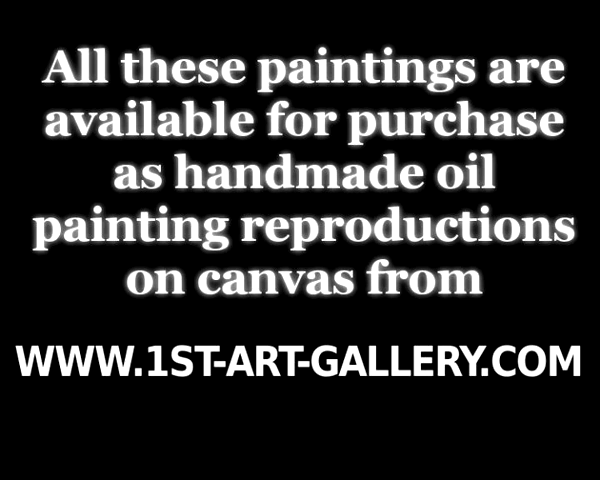 All these paintings are
available for purchase
as handmade oil
painting reproductions
on canvas from
WWW.1ST-ART-GALLERY.COM